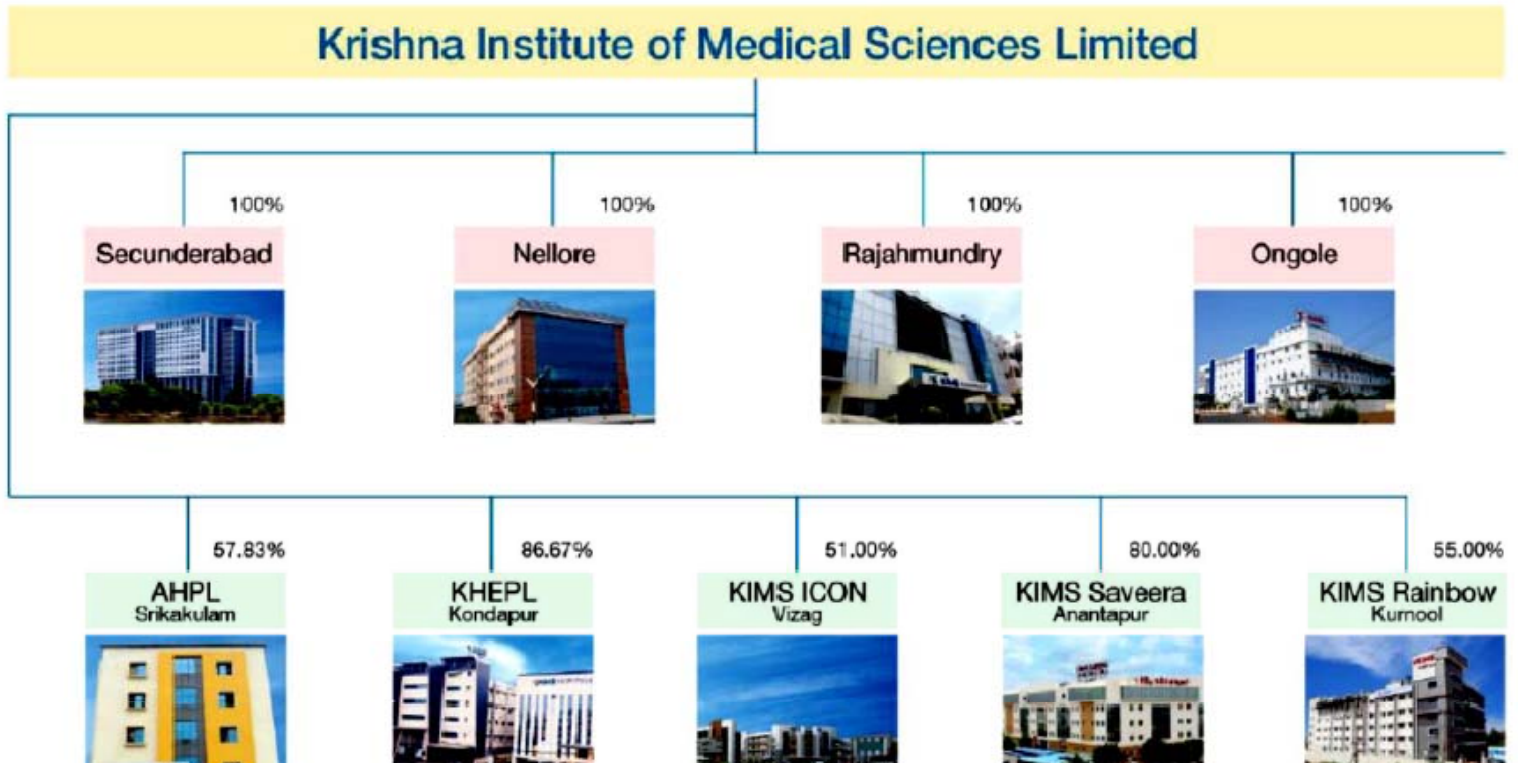 Krishna Institute of Medical Sciences Limited
100%
100%
100%
100%
Secunderabad
Nellore
Rajahmundry
Ongole
57.83%
86.67%
51.00%
80.00%
55.00%
AHPL
Srikakulam
KHEPL
Kondapur
KIMS ICON
Vizag
KIMS Saveera
Anantapur
KIMS Rainbow
Kurnool